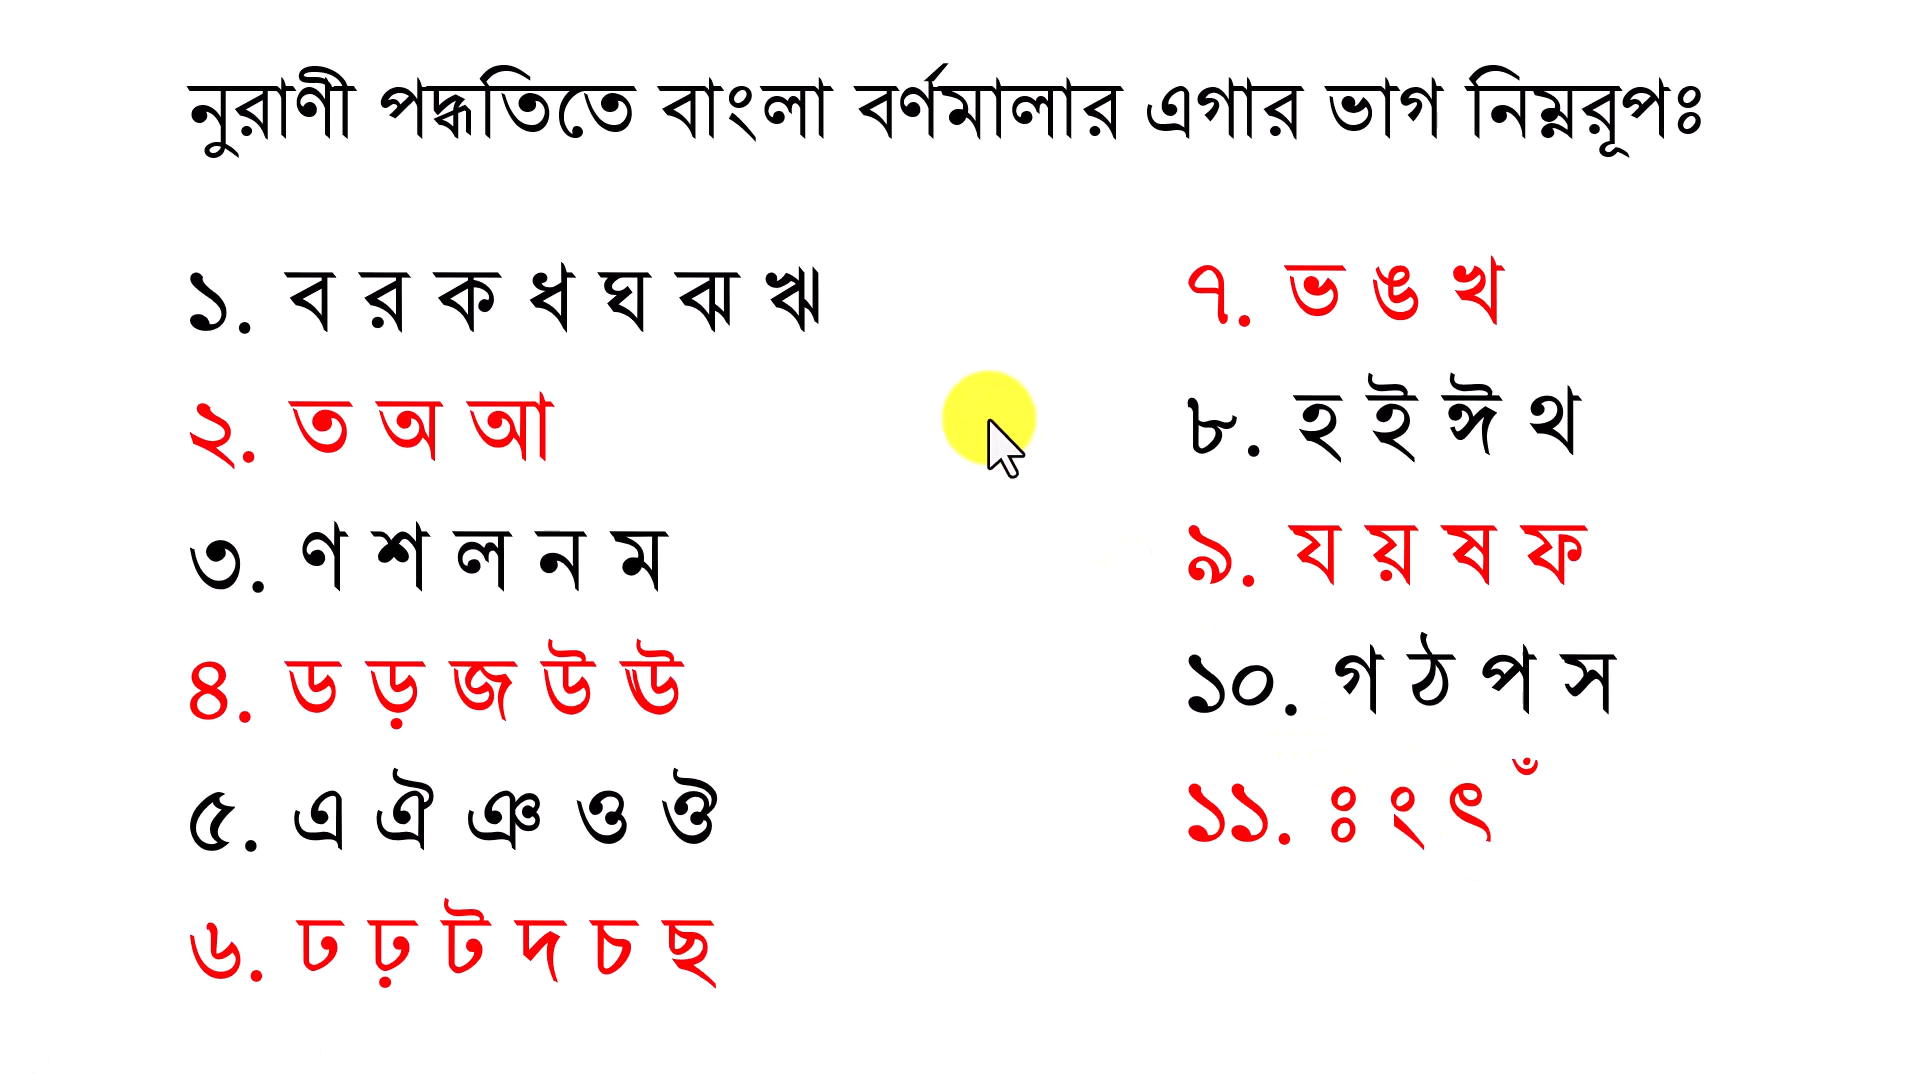 নুরাণী পদ্ধতিতে বাংলা বর্ণমালার এগার ভাগ নিম্নরূপঃ
১. ব র ক ধ ঘ ঝ ঋ
২. ত অ আ
৩. ণ শ ল ন ম
৪. ড ড় জ উ ঊ
৫. এ ঐ ঞ ও ঔ
৬. ঢ ঢ় ট দ চ ছ
৭. ভ ঙ খ
৮. হ ই ঈ থ
৯. য য় ষ ফ
১০. গ ঠ প স
১১. ঃ ং ৎ ঁ